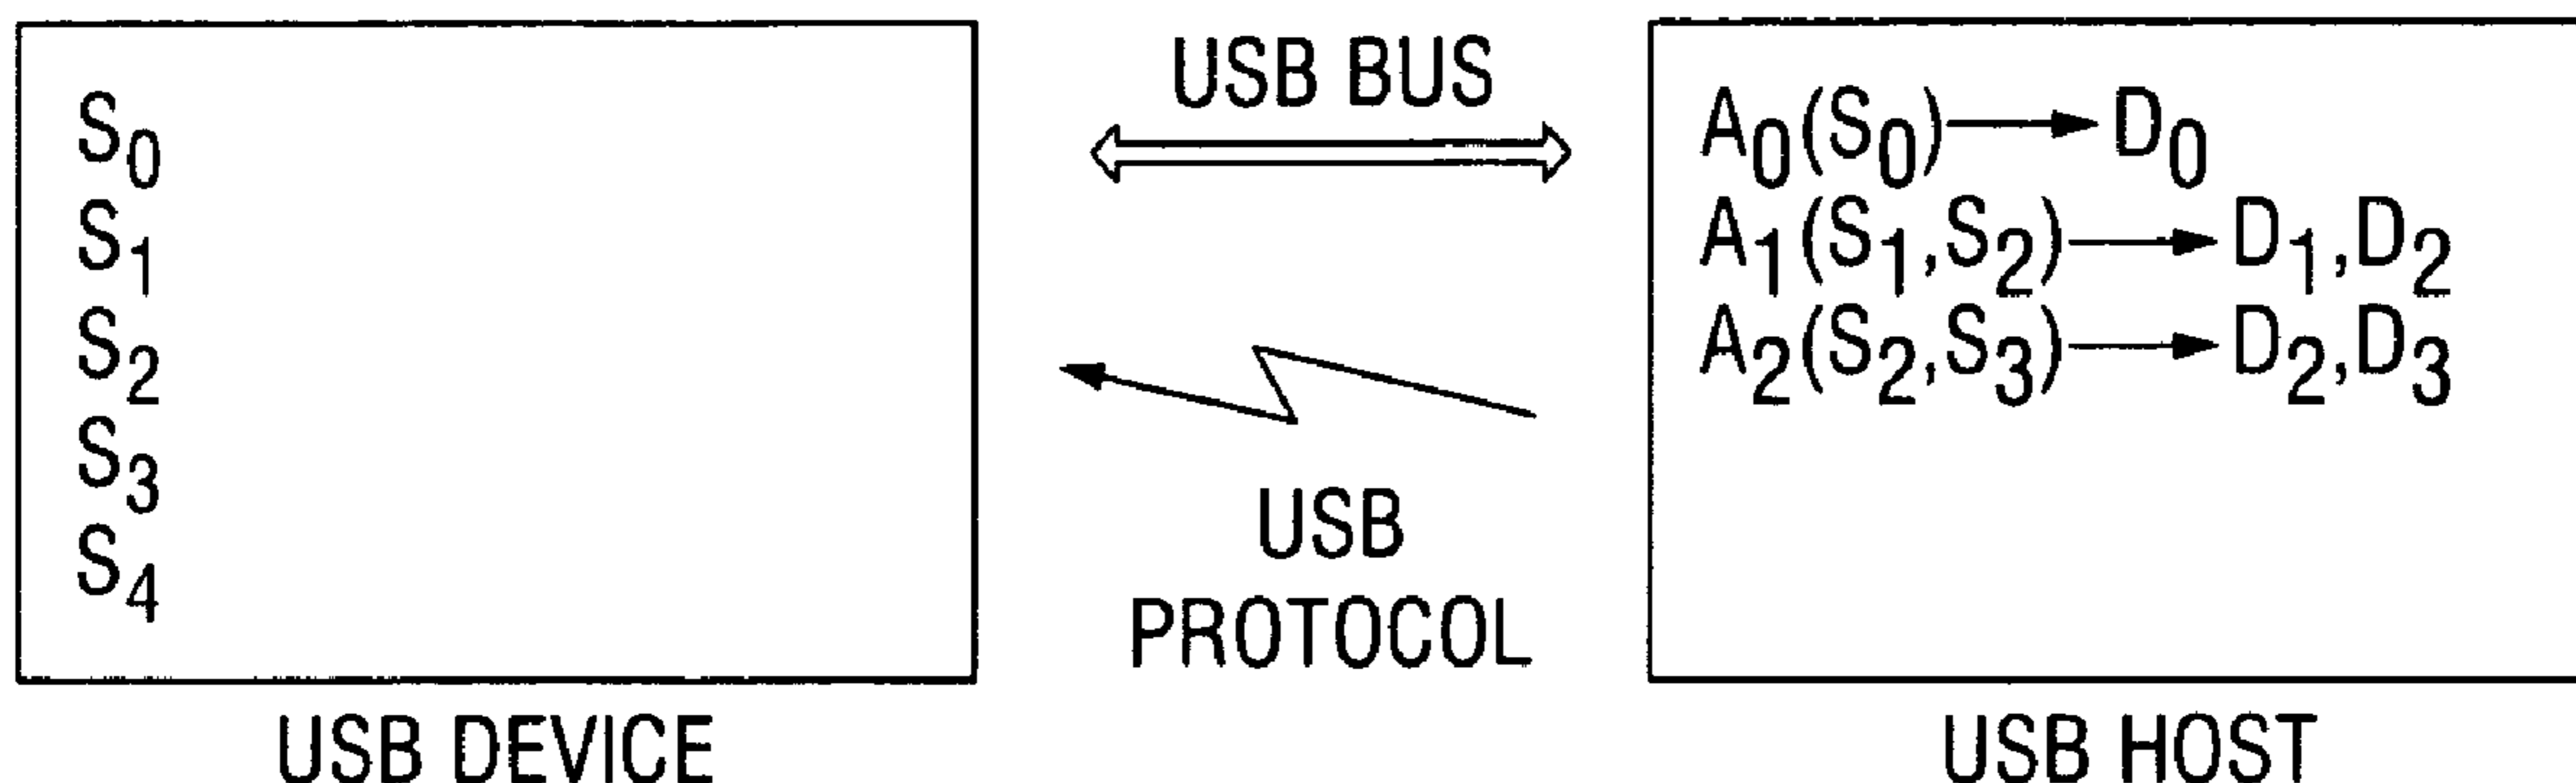 S0
S1
S2
S3
S4
USB DEVICE
USB BUS
USB
PROTOCOL
A0(S0)→D0
A1(S1,S2)→D1,D2
A2(S2,S3)→D2,D3
USB HOST